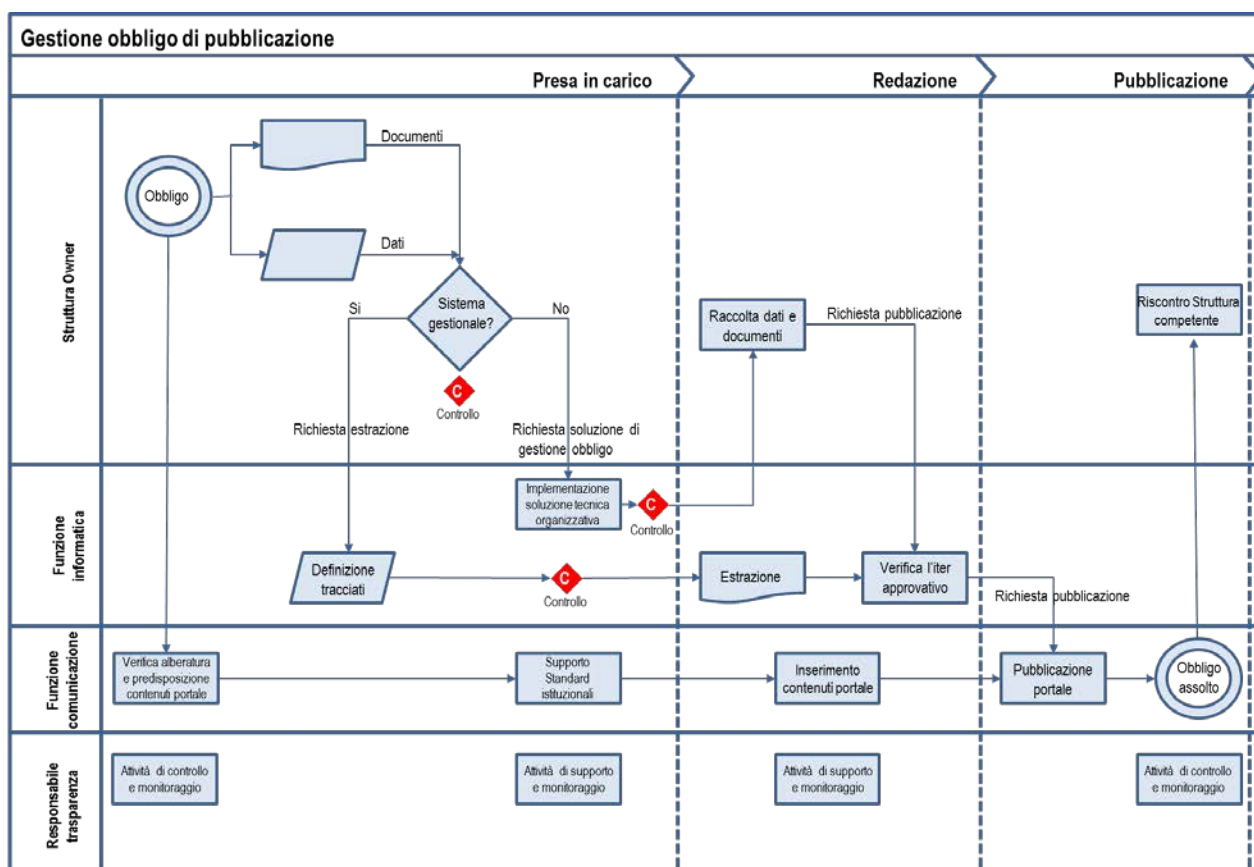 Gestione obbligo di pubblicazione
Presa in carico
Redazione
Pubblicazione
Struttura Owner
Obbligo
Documenti
Dati
Sistema
gestionale?
Si
No
C
Controllo
Richiesta estrazione
Richiesta soluzione di
gestione obbligo
Raccolta dati e
documenti
Richiesta pubblicazione
Riscontro Struttura
competente
Funzione
informatica
Implementazione
soluzione tecnica
organizzativa
C
Controllo
Definizione
tracciati
C
Controllo
Estrazione
Verifica l'iter
approvativo
Richiesta pubblicazione
Funzione
comunicazione
Verifica alberatura
e predisposizione
contenuti portale
Supporto
Standard
istituzionali
Inserimento
contenuti portale
Pubblicazione
portale
Obbligo
assolto
Responsabile
trasparenza
Attività di controllo
e monitoraggio
Attività di supporto
e monitoraggio
Attività di supporto
e monitoraggio
Attività di controllo
e monitoraggio